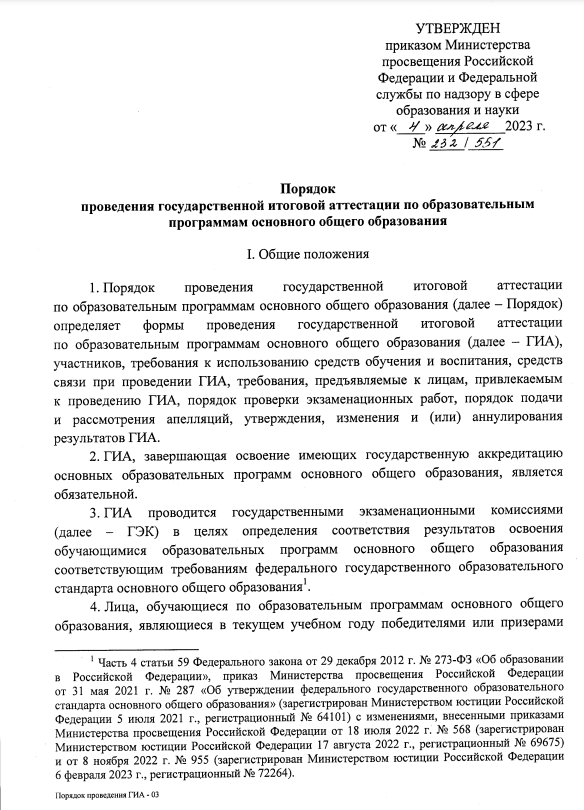 УТВЕРЖДЕН
приказом Министерства
просвещения Российской
Федерации и Федеральной
службы по надзору в сфере
образования и науки
от « 4 » апреля 2023 г.
№ 232 / 551
Порядок
проведения государственной итоговой аттестации по образовательным
программам основного общего образования
I. Общие положения
1. Порядок проведения государственной итоговой аттестации
по образовательным программам основного общего образования (далее – Порядок)
определяет формы проведения государственной итоговой аттестации
по образовательным программам основного общего образования (далее – ГИА),
участников, требования к использованию средств обучения и воспитания, средств
связи при проведении ГИА, требования, предъявляемые к лицам, привлекаемым
к проведению ГИА, порядок проверки экзаменационных работ, порядок подачи
и рассмотрения апелляций, утверждения, изменения и (или) аннулирования
результатов ГИА.
2. ГИА, завершающая освоение имеющих государственную аккредитацию
основных образовательных программ основного общего образования, является
обязательной.
3. ГИА проводится государственными экзаменационными комиссиями
(далее – ГЭК) в целях определения соответствия результатов освоения
обучающимися образовательных программ основного общего образования
соответствующим требованиям федерального государственного образовательного
стандарта основного общего образования¹.
4. Лица, обучающиеся по образовательным программам основного общего
образования, являющиеся в текущем учебном году победителями или призерами
¹ Часть 4 статьи 59 Федерального закона от 29 декабря 2012 г. № 273-ФЗ «Об образовании
в Российской Федерации», приказ Министерства просвещения Российской Федерации
от 31 мая 2021 г. № 287 «Об утверждении федерального государственного образовательного
стандарта основного общего образования» (зарегистрирован Министерством юстиции Российской
Федерации 5 июля 2021 г., регистрационный № 64101) с изменениями, внесенными приказами
Министерства просвещения Российской Федерации от 18 июля 2022 г. № 568 (зарегистрирован
Министерством юстиции Российской Федерации 17 августа 2022 г., регистрационный № 69675)
и от 8 ноября 2022 г. № 955 (зарегистрирован Министерством юстиции Российской Федерации
6 февраля 2023 г., регистрационный № 72264).
Порядок проведения ГИА - 03